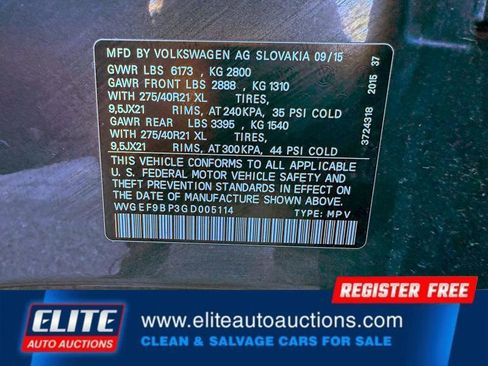 MFD BY VOLKSWAGEN AG SLOVAKIA 09/15
GVWR LBS 6173 , KG 2800
GAWR FRONT LBS 2888 , KG 1310
WITH 275/40R21 XL TIRES,
9,5JX21 RIMS, AT 240KPA, 35 PSI COLD
GAWR REAR LBS 3395 , KG 1540
WITH 275/40R21 XL TIRES,
9,5JX21 RIMS, AT 300KPA, 44 PSI COLD
THIS VEHICLE CONFORMS TO ALL APPLICABLE
U. S. FEDERAL MOTOR VEHICLE SAFETY AND
THEFT PREVENTION STANDARDS IN EFFECT ON
THE DATE OF MANUFACTURE SHOWN ABOVE.
WVGEF9BP3GD005114 TYPE: MPV
3724318 2015 37
REGISTER FREE!
ELITE
AUTO AUCTIONS
www.eliteautoauctions.com
CLEAN & SALVAGE CARS FOR SALE